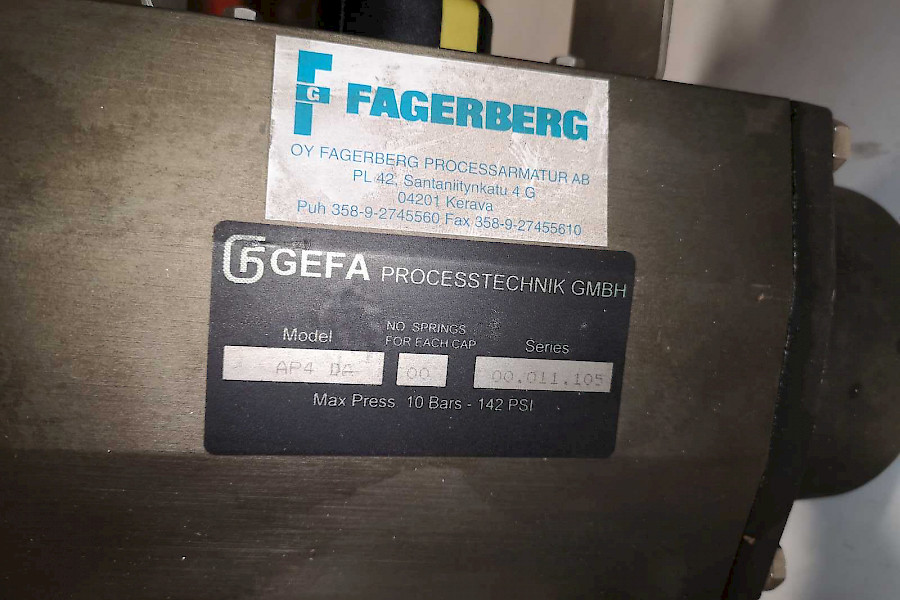 G FAGERBERG
OY FAGERBERG PROCESSARMATUR AB
PL 42, Santaniitynkatu 4 G
04201 Kerava
Puh 358-9-2745560 Fax 358-9-27455610
GEFA PROCESSTECHNIK GMBH
Model NO SPRINGS FOR EACH CAP Series
AP4 DA 00 00.011.105
Max Press 10 Bars - 142 PSI